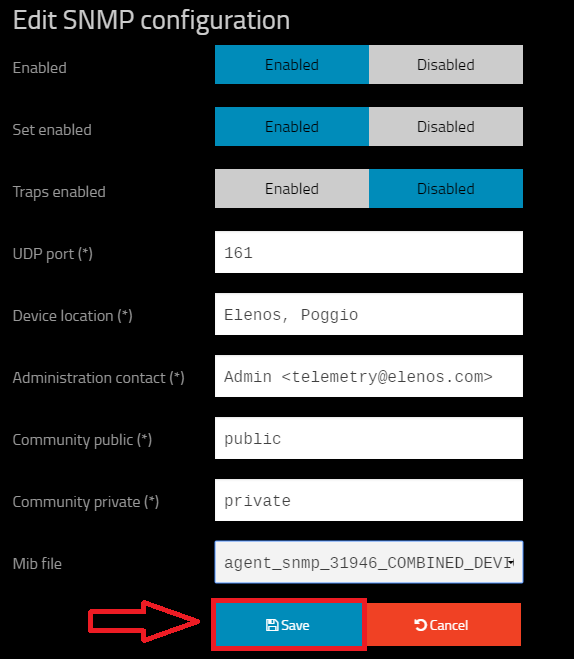 Edit SNMP configuration
Enabled Enabled Disabled
Set enabled Enabled Disabled
Traps enabled Enabled Disabled
UDP port (*) 161
Device location (*) Elenos, Poggio
Administration contact (*) Admin <telemetry@elenos.com>
Community public (*) public
Community private (*) private
Mib file agent_snmp_31946_COMBINED_DEVI
Save Cancel